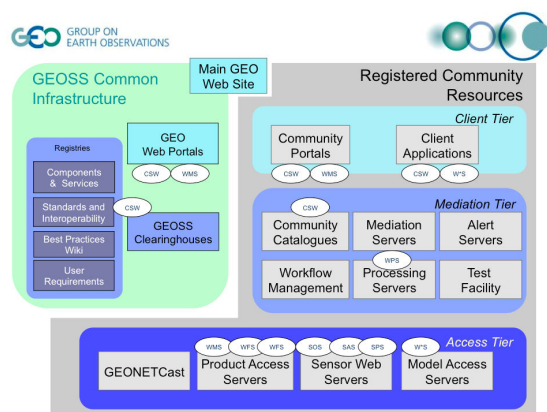 GEO GROUP ON
EARTH OBSERVATIONS
GEOSS Common
Infrastructure
Main GEO
Web Site
Registered Community
Resources
Registries
Components
& Services
Standards and
Interoperability
Best Practices
Wiki
User
Requirements
GEO
Web Portals
CSW
WMS
CSW
GEOSS
Clearinghouses
Client Tier
Community
Portals
CSW
WMS
Client
Applications
CSW
W*S
Mediation Tier
CSW
Community
Catalogues
Mediation
Servers
Alert
Servers
Workflow
Management
WPS
Processing
Servers
Test
Facility
Access Tier
GEONETCast
WMS
WFS
WFS
Product Access
Servers
SOS
SAS
SPS
Sensor Web
Servers
W*S
Model Access
Servers